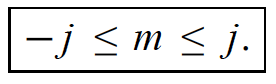 −j ≤ m ≤ j.